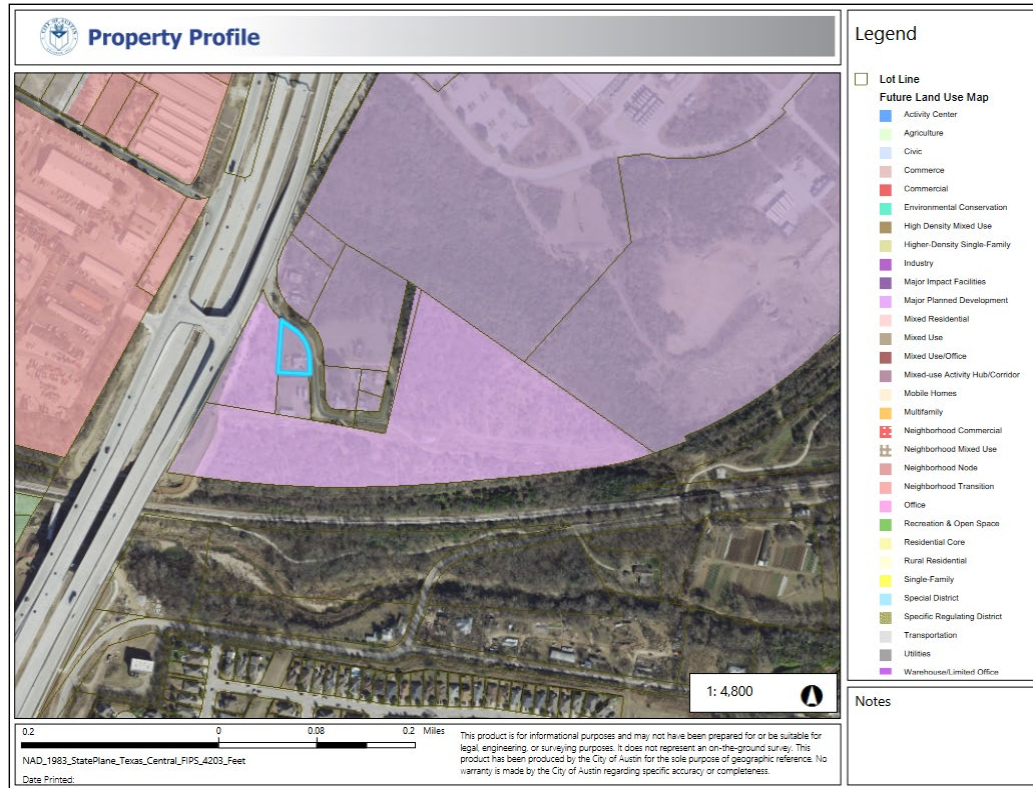 Property Profile
Legend
Lot Line
Future Land Use Map
Activity Center
Agriculture
Civic
Commerce
Commercial
Environmental Conservation
High Density Mixed Use
Higher-Density Single-Family
Industry
Major Impact Facilities
Major Planned Development
Mixed Residential
Mixed Use
Mixed Use/Office
Mixed-use Activity Hub/Corridor
Mobile Homes
Multifamily
Neighborhood Commercial
Neighborhood Mixed Use
Neighborhood Node
Neighborhood Transition
Office
Recreation & Open Space
Residential Core
Rural Residential
Single-Family
Special District
Specific Regulating District
Transportation
Utilities
Warehouse/Limited Office
1: 4,800
Notes
0.2 0 0.08 0.2 Miles
NAD_1983_StatePlane_Texas_Central_FIPS_4203_Feet
Date Printed:
This product is for informational purposes and may not have been prepared for or be suitable for
legal, engineering, or surveying purposes. It does not represent an on-the-ground survey. This
product has been produced by the City of Austin for the sole purpose of geographic reference. No
warranty is made by the City of Austin regarding specific accuracy or completeness.